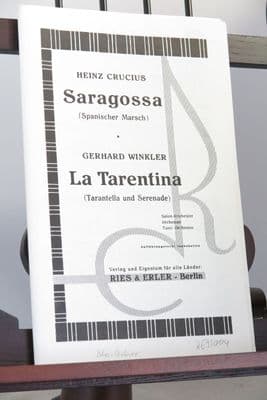 HEINZ CRUCIUS
Saragossa
(Spanischer Marsch)
GERHARD WINKLER
La Tarentina
(Tarantella und Serenade)
Salon-Orchester
Orchester
Verlag und Eigentum für alle Länder:
RIES & ERLER - Berlin